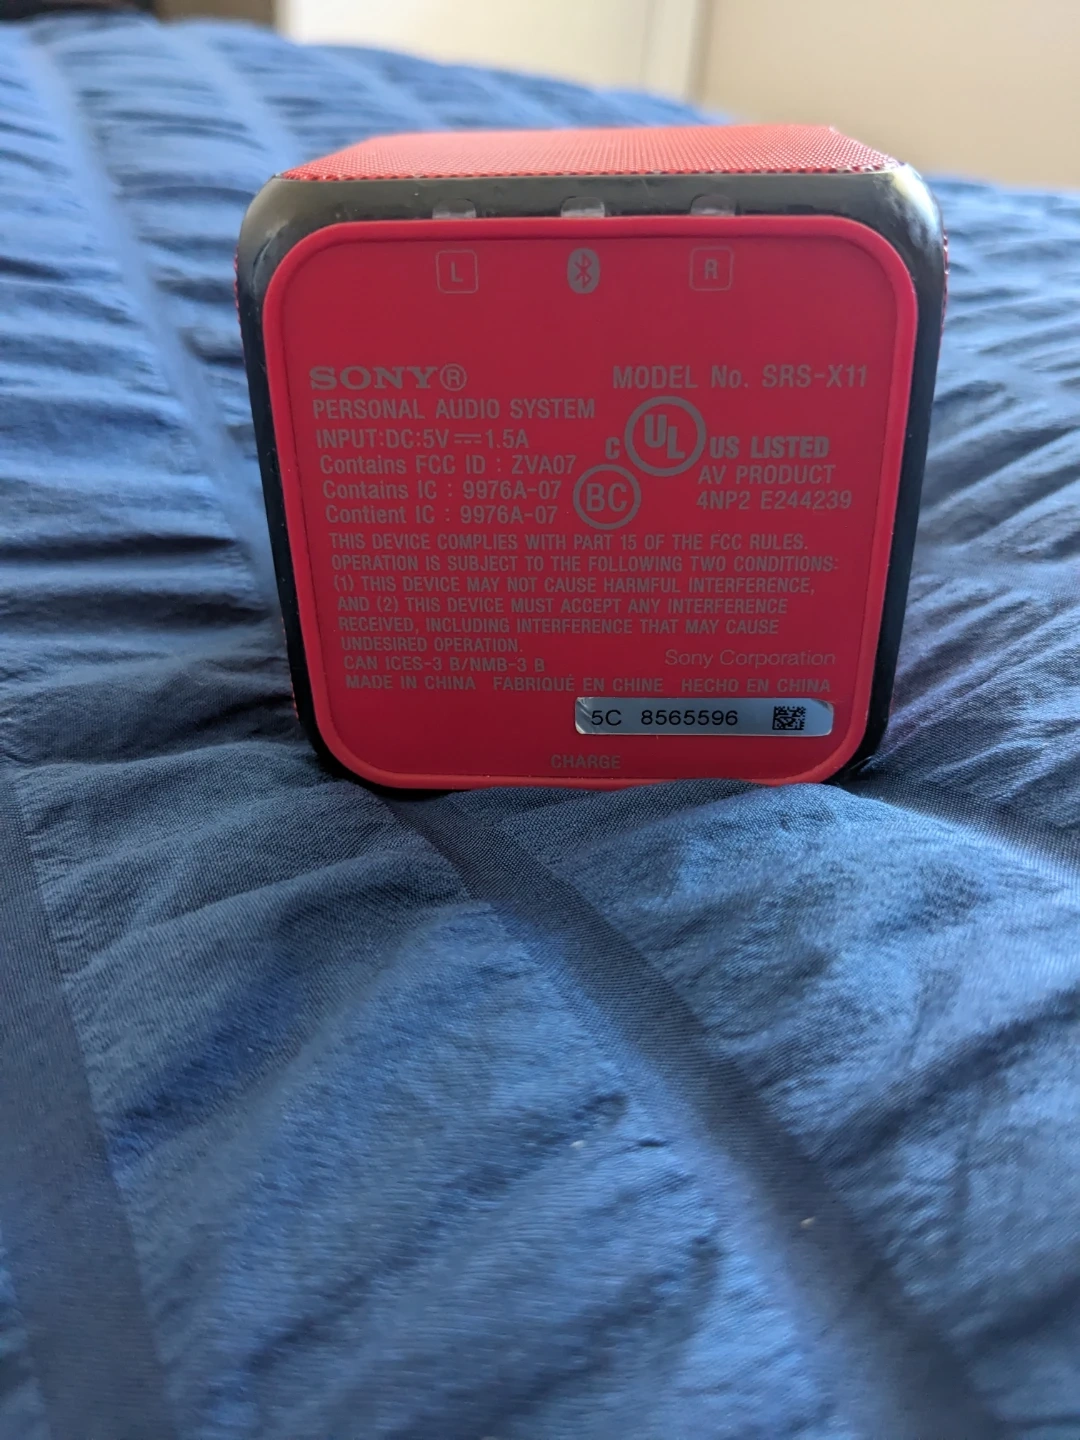 L R
SONY® MODEL No. SRS-X11
PERSONAL AUDIO SYSTEM
INPUT:DC:5V⎓1.5A
C UL US LISTED
Contains FCC ID : ZVA07
AV PRODUCT
Contains IC : 9976A-07
BC
4NP2 E244239
Contient IC : 9976A-07
THIS DEVICE COMPLIES WITH PART 15 OF THE FCC RULES.
OPERATION IS SUBJECT TO THE FOLLOWING TWO CONDITIONS:
(1) THIS DEVICE MAY NOT CAUSE HARMFUL INTERFERENCE,
AND (2) THIS DEVICE MUST ACCEPT ANY INTERFERENCE
RECEIVED, INCLUDING INTERFERENCE THAT MAY CAUSE
UNDESIRED OPERATION.
CAN ICES-3 B/NMB-3 B Sony Corporation
MADE IN CHINA FABRIQUÉ EN CHINE HECHO EN CHINA
5C 8565596
CHARGE